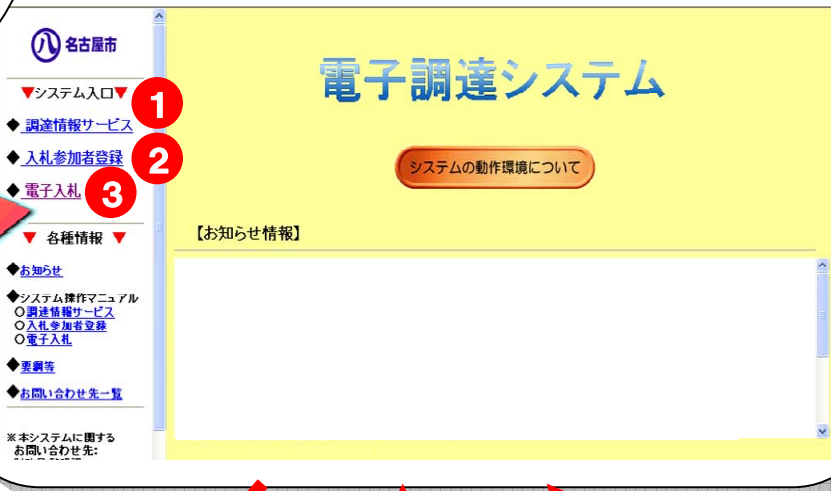 名古屋市
▼システム入口▼
1
◆ 調達情報サービス
◆ 入札参加者登録
2
◆ 電子入札
3
▼ 各種情報 ▼
◆お知らせ
◆システム操作マニュアル
○調達情報サービス
○入札参加者登録
○電子入札
◆要綱等
◆お問い合わせ先一覧
※本システムに関する
お問い合わせ先:
電子調達システム
システムの動作環境について
【お知らせ情報】